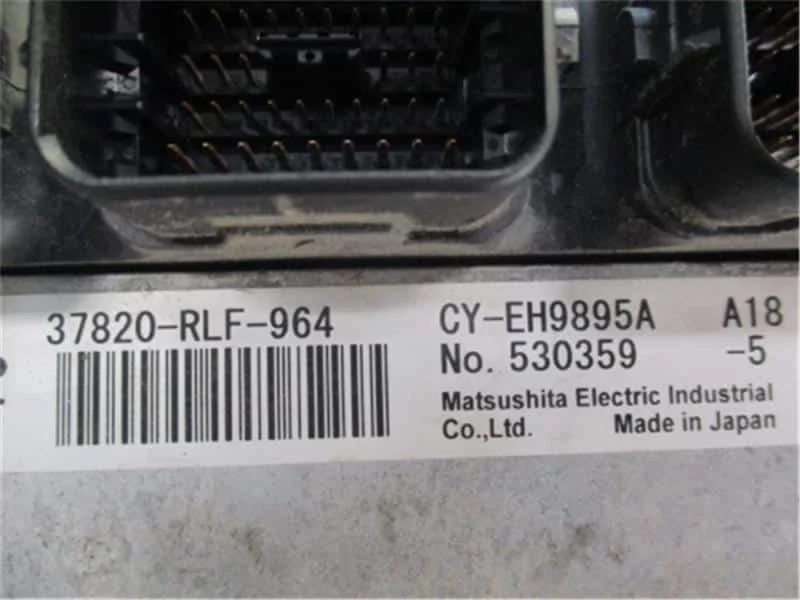 37820-RLF-964 CY-EH9895A A18
No. 530359 -5
Matsushita Electric Industrial
Co.,Ltd. Made in Japan